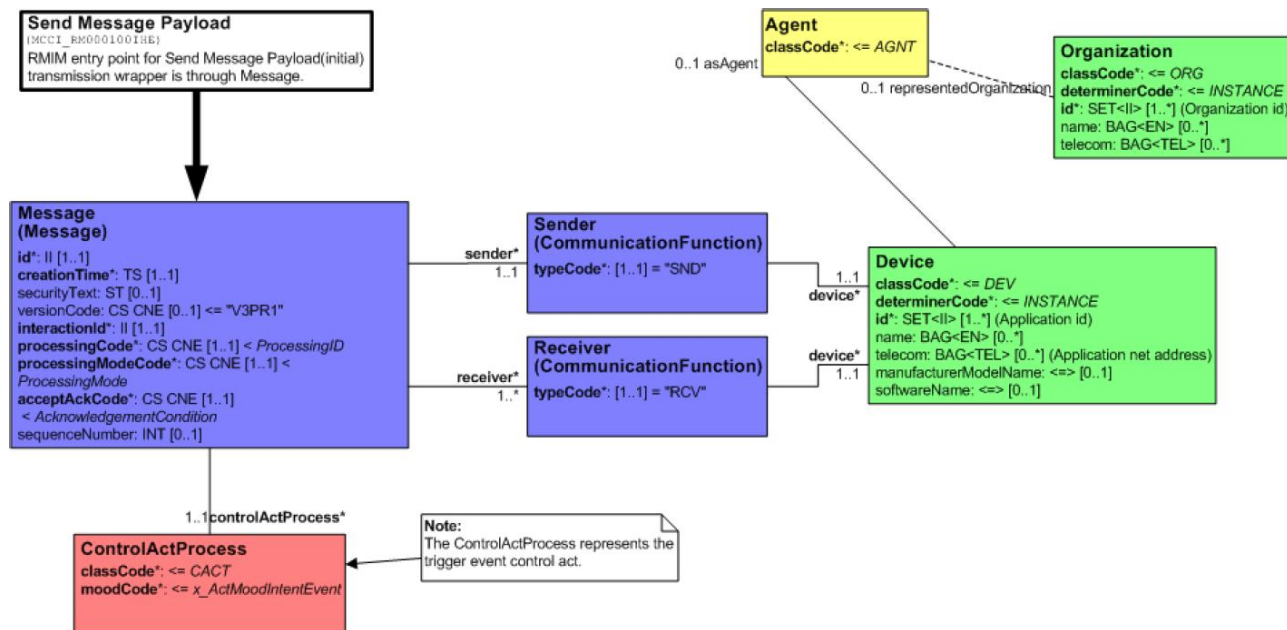 Send Message Payload
(MCCI_RM000100IHE)
RMIM entry point for Send Message Payload(initial)
transmission wrapper is through Message.
Agent
classCode*: <= AGNT
0..1 asAgent
0..1 representedOrganization
Organization
classCode*: <= ORG
determinerCode*: <= INSTANCE
id*: SET<II> [1..*] (Organization id)
name: BAG<EN> [0..*]
telecom: BAG<TEL> [0..*]
Message
(Message)
id*: II [1..1]
creationTime*: TS [1..1]
securityText: ST [0..1]
versionCode: CS CNE [0..1] <= "V3PR1"
interactionId*: II [1..1]
processingCode*: CS CNE [1..1] < ProcessingID
processingModeCode*: CS CNE [1..1] <
ProcessingMode
acceptAckCode*: CS CNE [1..1]
< AcknowledgementCondition
sequenceNumber: INT [0..1]
sender*
1..1
receiver*
1..*
Sender
(CommunicationFunction)
typeCode*: [1..1] = "SND"
Receiver
(CommunicationFunction)
typeCode*: [1..1] = "RCV"
1..1
device*
device*
1..1
Device
classCode*: <= DEV
determinerCode*: <= INSTANCE
id*: SET<II> [1..*] (Application id)
name: BAG<EN> [0..*]
telecom: BAG<TEL> [0..*] (Application net address)
manufacturerModelName: <=> [0..1]
softwareName: <=> [0..1]
1..1controlActProcess*
ControlActProcess
classCode*: <= CACT
moodCode*: <= x_ActMoodIntentEvent
Note:
The ControlActProcess represents the
trigger event control act.